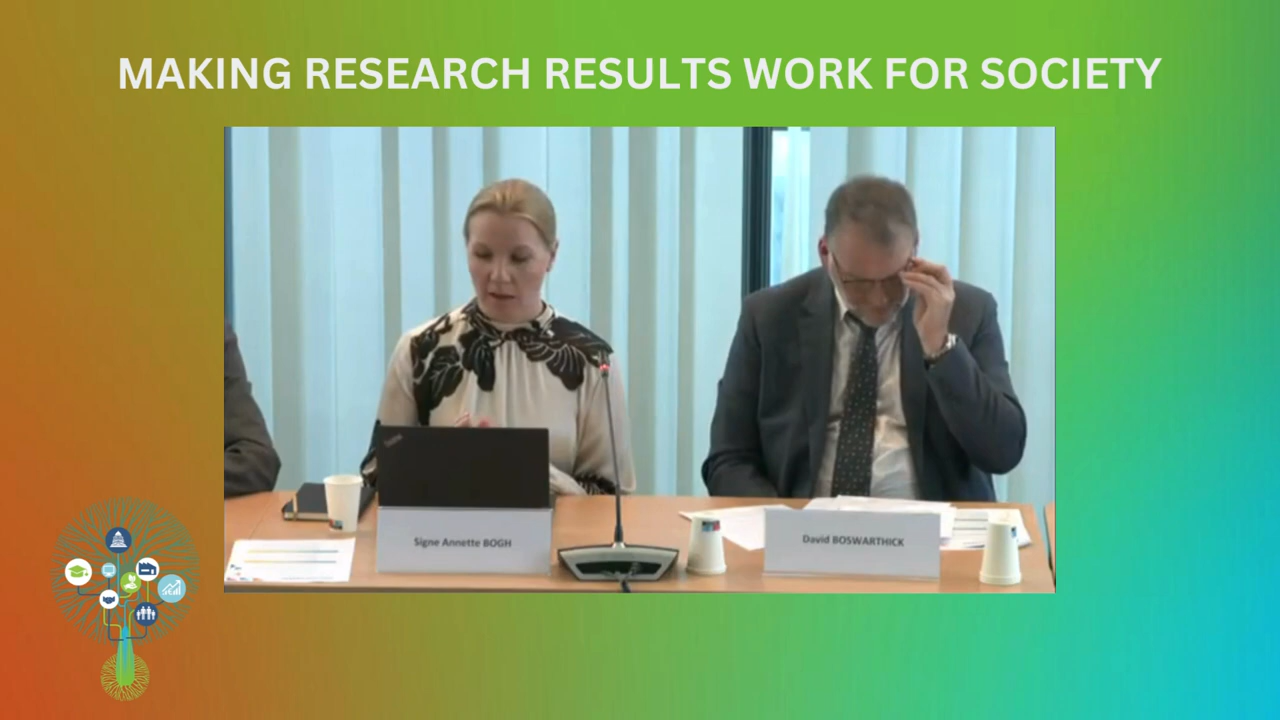 MAKING RESEARCH RESULTS WORK FOR SOCIETY
Signe Annette BOGH
David BOSWARTHICK